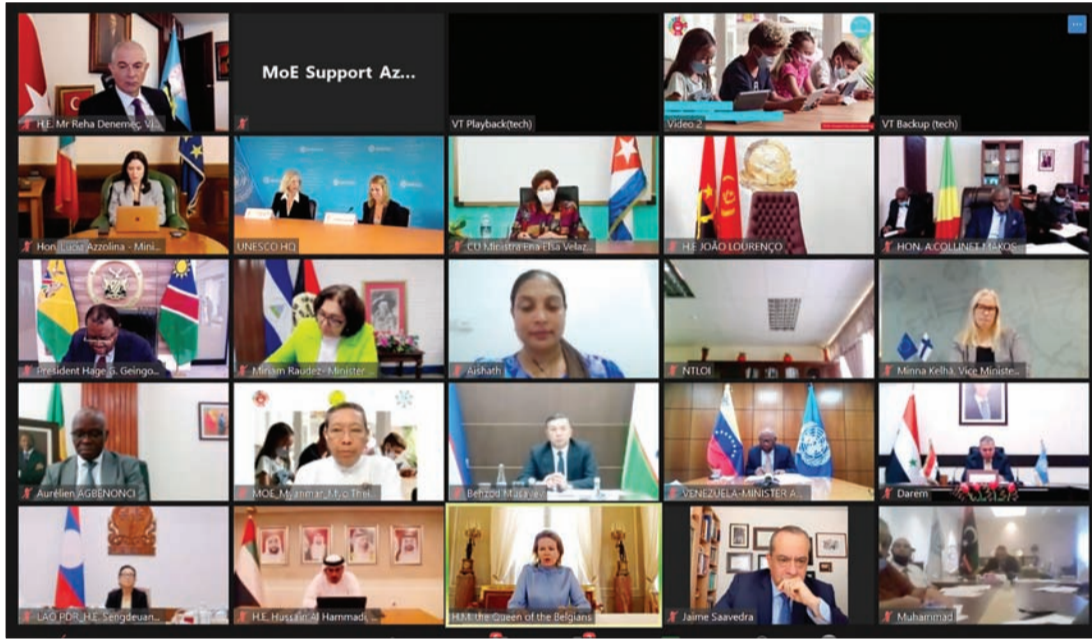 H.E. Mr Reha Denemeç, Vi...
MoE Support Az...
VT Playback(tech)
Video 2
VT Backup (tech)
Hon. Lucia Azzolina - Mini...
UNESCO HQ
CU Ministra Ena Elsa Velaz...
H.E JOÃO LOURENÇO
HON. A.COLLINET MAKOS...
President Hage G. Geingo...
Miriam Raudez- Minister ...
Aishath
NTLOI
Minna Kelhä, Vice Ministe...
Aurélien AGBENONCI
MOE_Myanmar_Myo Thei...
Behzod Musayev
VENEZUELA-MINISTER A...
Darem
LAO PDR_H.E. Sengdeuan...
H.E. Hussain Al Hammadi, ...
H.M. the Queen of the Belgians
Jaime Saavedra
Muhammad